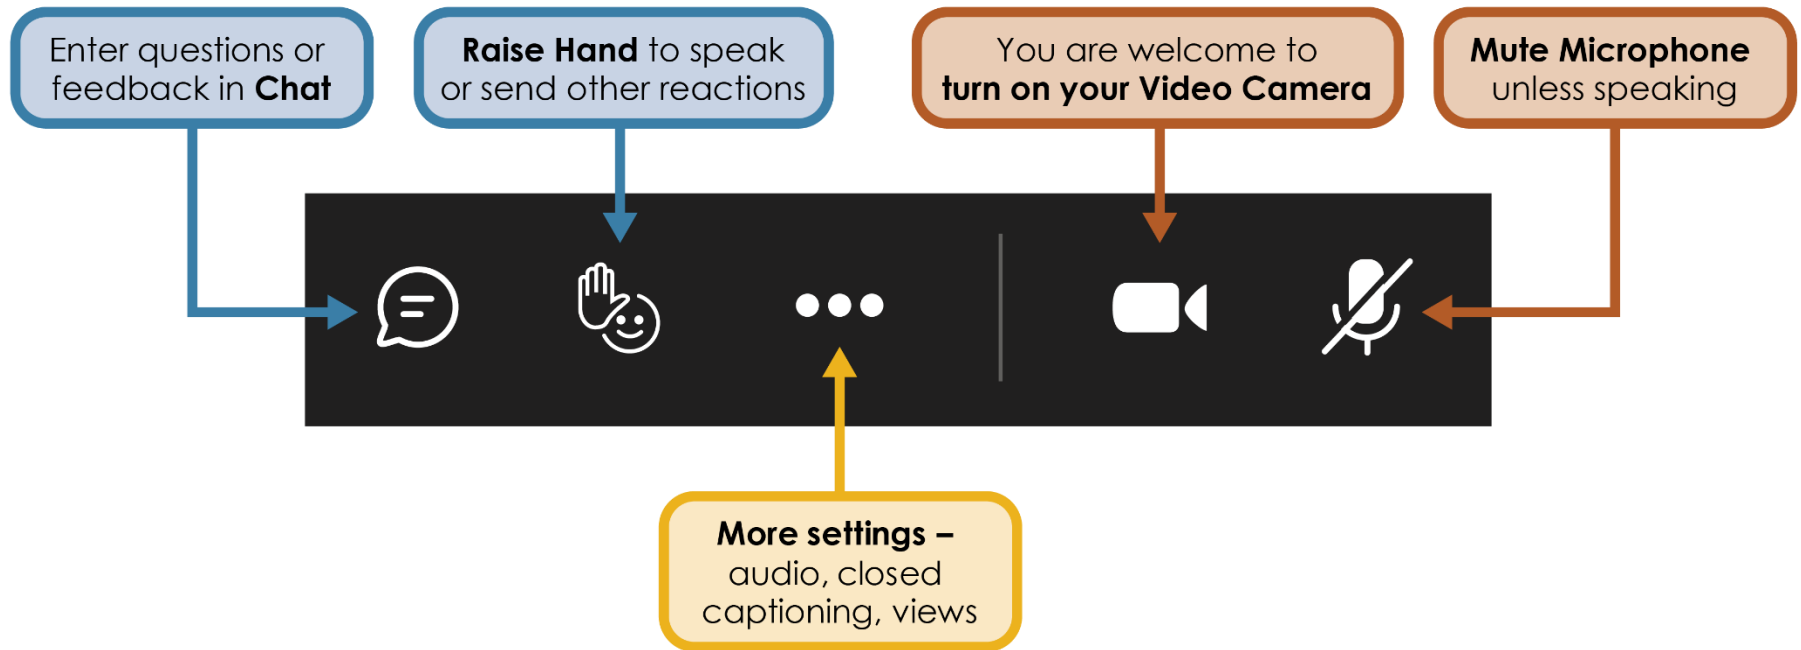 Enter questions or
feedback in Chat
Raise Hand to speak
or send other reactions
You are welcome to
turn on your Video Camera
Mute Microphone
unless speaking
More settings –
audio, closed
captioning, views